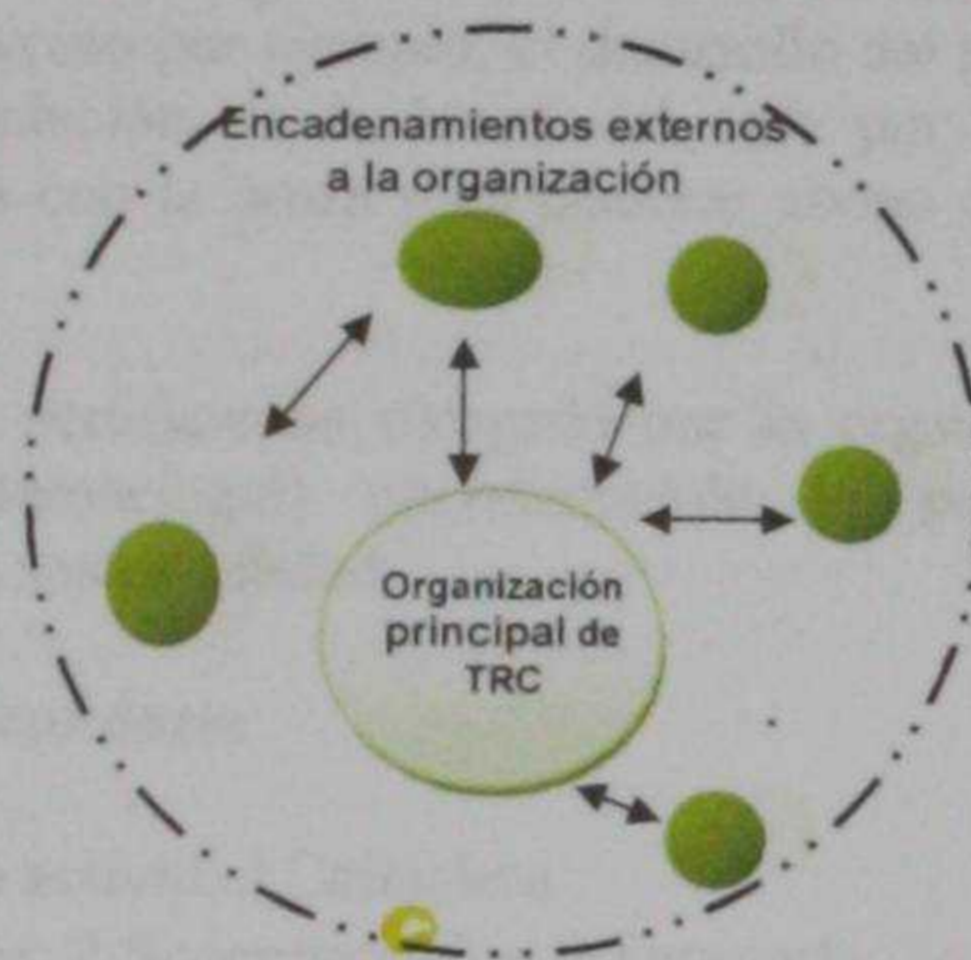 Encadenamientos externos
a la organización
Organización
principal de
TRC